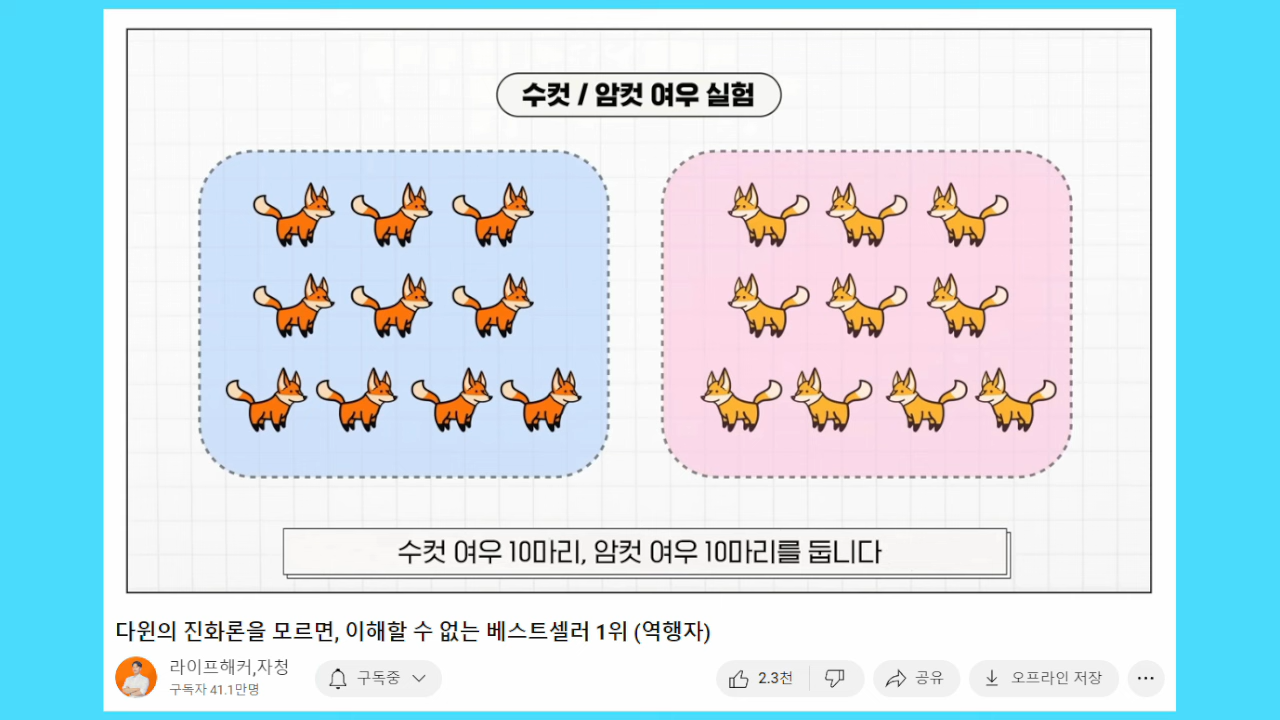 수컷 / 암컷 여우 실험
수컷 여우 10마리, 암컷 여우 10마리를 둡니다
다윈의 진화론을 모르면, 이해할 수 없는 베스트셀러 1위 (역행자)
라이프해커,자청
구독자 41.1만명
구독중
2.3천
공유
오프라인 저장